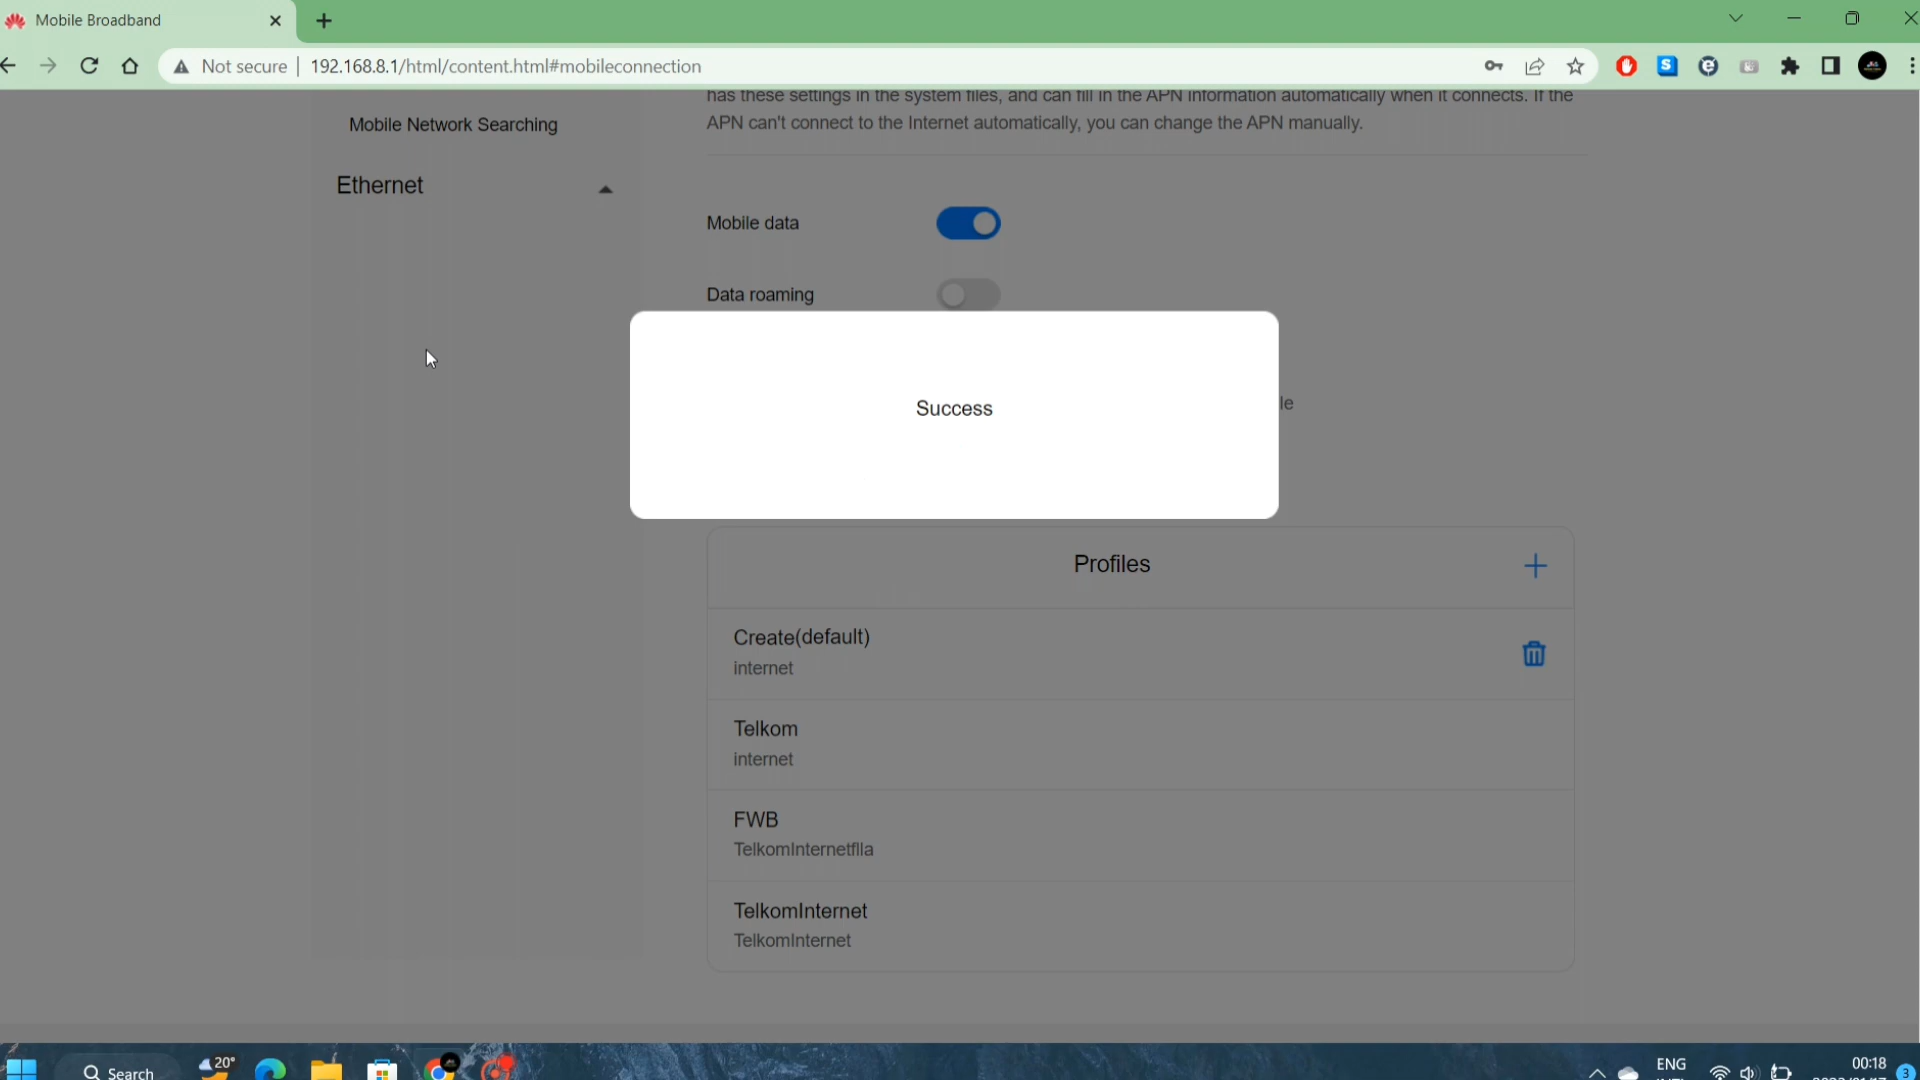 Mobile Broadband
Not secure
192.168.8.1/html/content.html#mobileconnection
S
has these settings in the system files, and can fill in the APN information automatically when it connects. If the
APN can't connect to the Internet automatically, you can change the APN manually.
Mobile Network Searching
Ethernet
Mobile data
Data roaming
le
Success
Profiles
Create(default)
internet
Telkom
internet
FWB
TelkomInternetflla
TelkomInternet
TelkomInternet
20°
Search
ENG
00:18
3